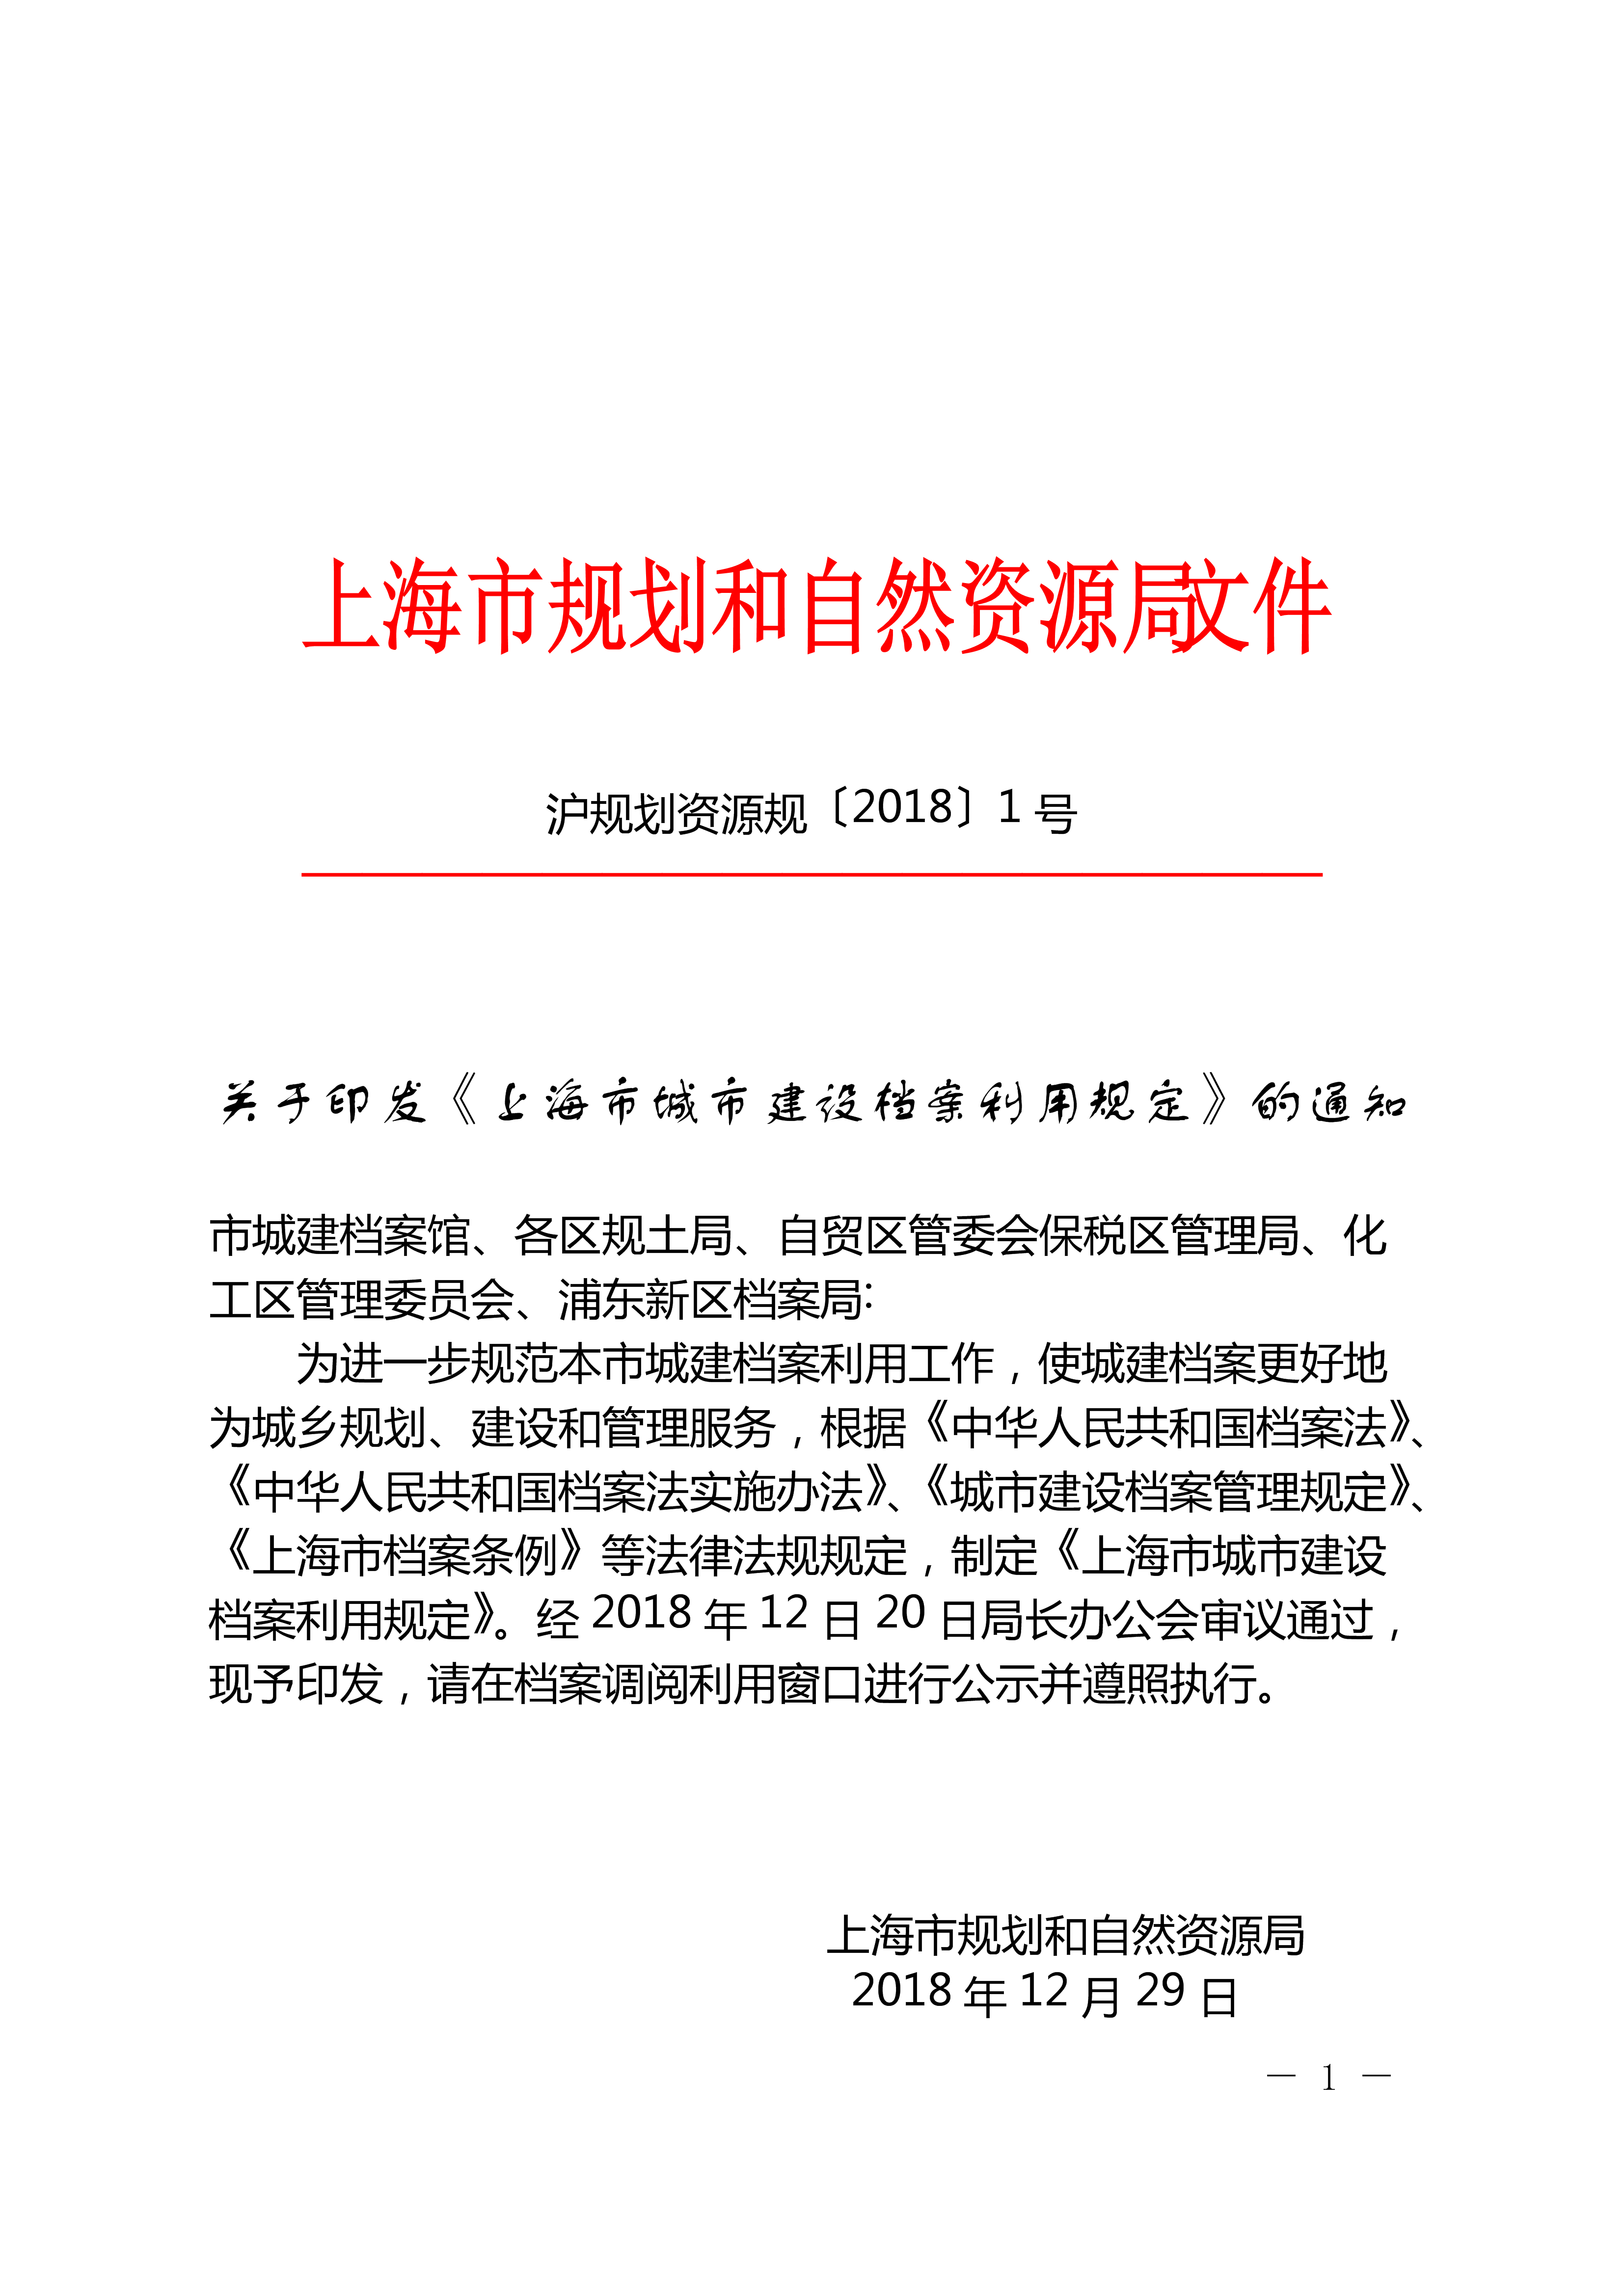 上海市规划和自然资源局文件
沪规划资源规〔2018〕1 号
关于印发《上海市城市建设档案利用规定》的通知
市城建档案馆、各区规土局、自贸区管委会保税区管理局、化
工区管理委员会、浦东新区档案局:
为进一步规范本市城建档案利用工作，使城建档案更好地
为城乡规划、建设和管理服务，根据《中华人民共和国档案法》、
《中华人民共和国档案法实施办法》、《城市建设档案管理规定》、
《上海市档案条例》等法律法规规定，制定《上海市城市建设
档案利用规定》。经 2018 年 12 日 20 日局长办公会审议通过，
现予印发，请在档案调阅利用窗口进行公示并遵照执行。
上海市规划和自然资源局
2018 年 12 月 29 日
— 1 —